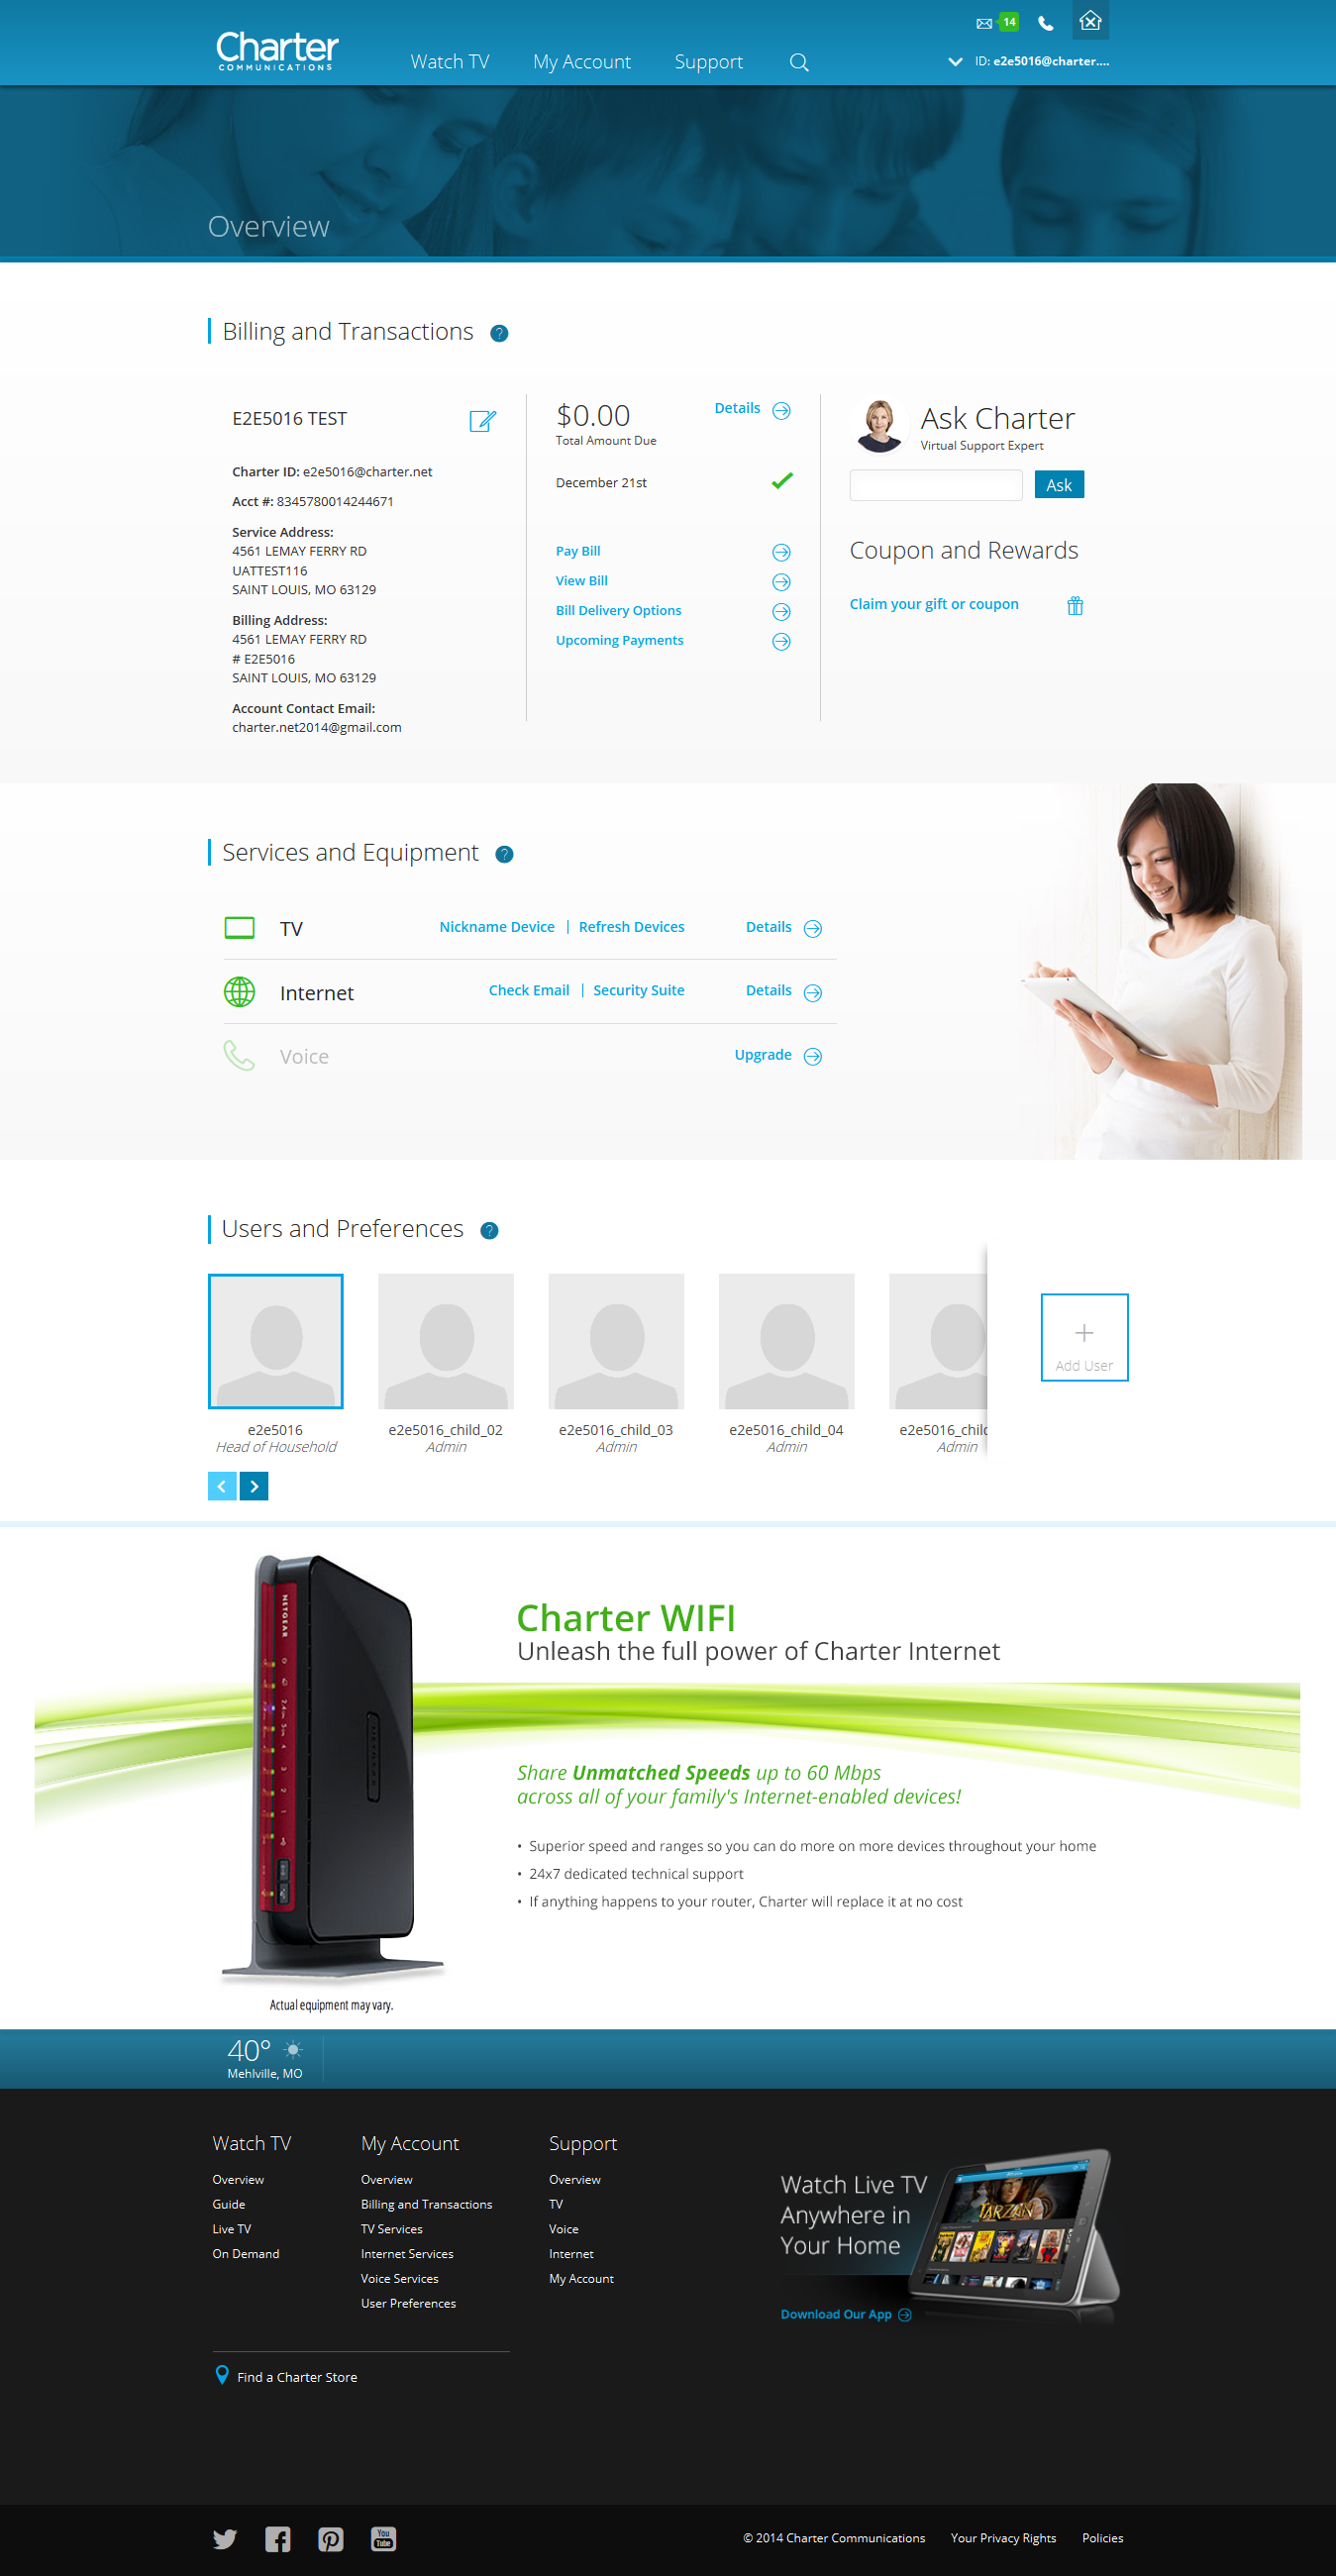 14
Charter
COMMUNICATIONS
Watch TV
My Account
Support
ID: e2e5016@charter....
Overview
Billing and Transactions ?
E2E5016 TEST
Charter ID: e2e5016@charter.net
Acct #: 8345780014244671
Service Address:
4561 LEMAY FERRY RD
UATTEST116
SAINT LOUIS, MO 63129
Billing Address:
4561 LEMAY FERRY RD
# E2E5016
SAINT LOUIS, MO 63129
Account Contact Email:
charter.net2014@gmail.com
$0.00
Details
Total Amount Due
December 21st
Pay Bill
View Bill
Bill Delivery Options
Upcoming Payments
Ask Charter
Virtual Support Expert
Ask
Coupon and Rewards
Claim your gift or coupon
Services and Equipment ?
TV
Nickname Device | Refresh Devices
Details
Internet
Check Email | Security Suite
Details
Voice
Upgrade
Users and Preferences ?
e2e5016
Head of Household
e2e5016_child_02
Admin
e2e5016_child_03
Admin
e2e5016_child_04
Admin
e2e5016_chil
Admin
+
Add User
NETGEAR
Charter WIFI
Unleash the full power of Charter Internet
Share Unmatched Speeds up to 60 Mbps
across all of your family's Internet-enabled devices!
• Superior speed and ranges so you can do more on more devices throughout your home
• 24x7 dedicated technical support
• If anything happens to your router, Charter will replace it at no cost
Actual equipment may vary.
40°
Mehlville, MO
Watch TV
Overview
Guide
Live TV
On Demand
My Account
Overview
Billing and Transactions
TV Services
Internet Services
Voice Services
User Preferences
Support
Overview
TV
Voice
Internet
My Account
Watch Live TV
Anywhere in
Your Home
TARZAN
Download Our App
Find a Charter Store
You
Tube
© 2014 Charter Communications
Your Privacy Rights
Policies